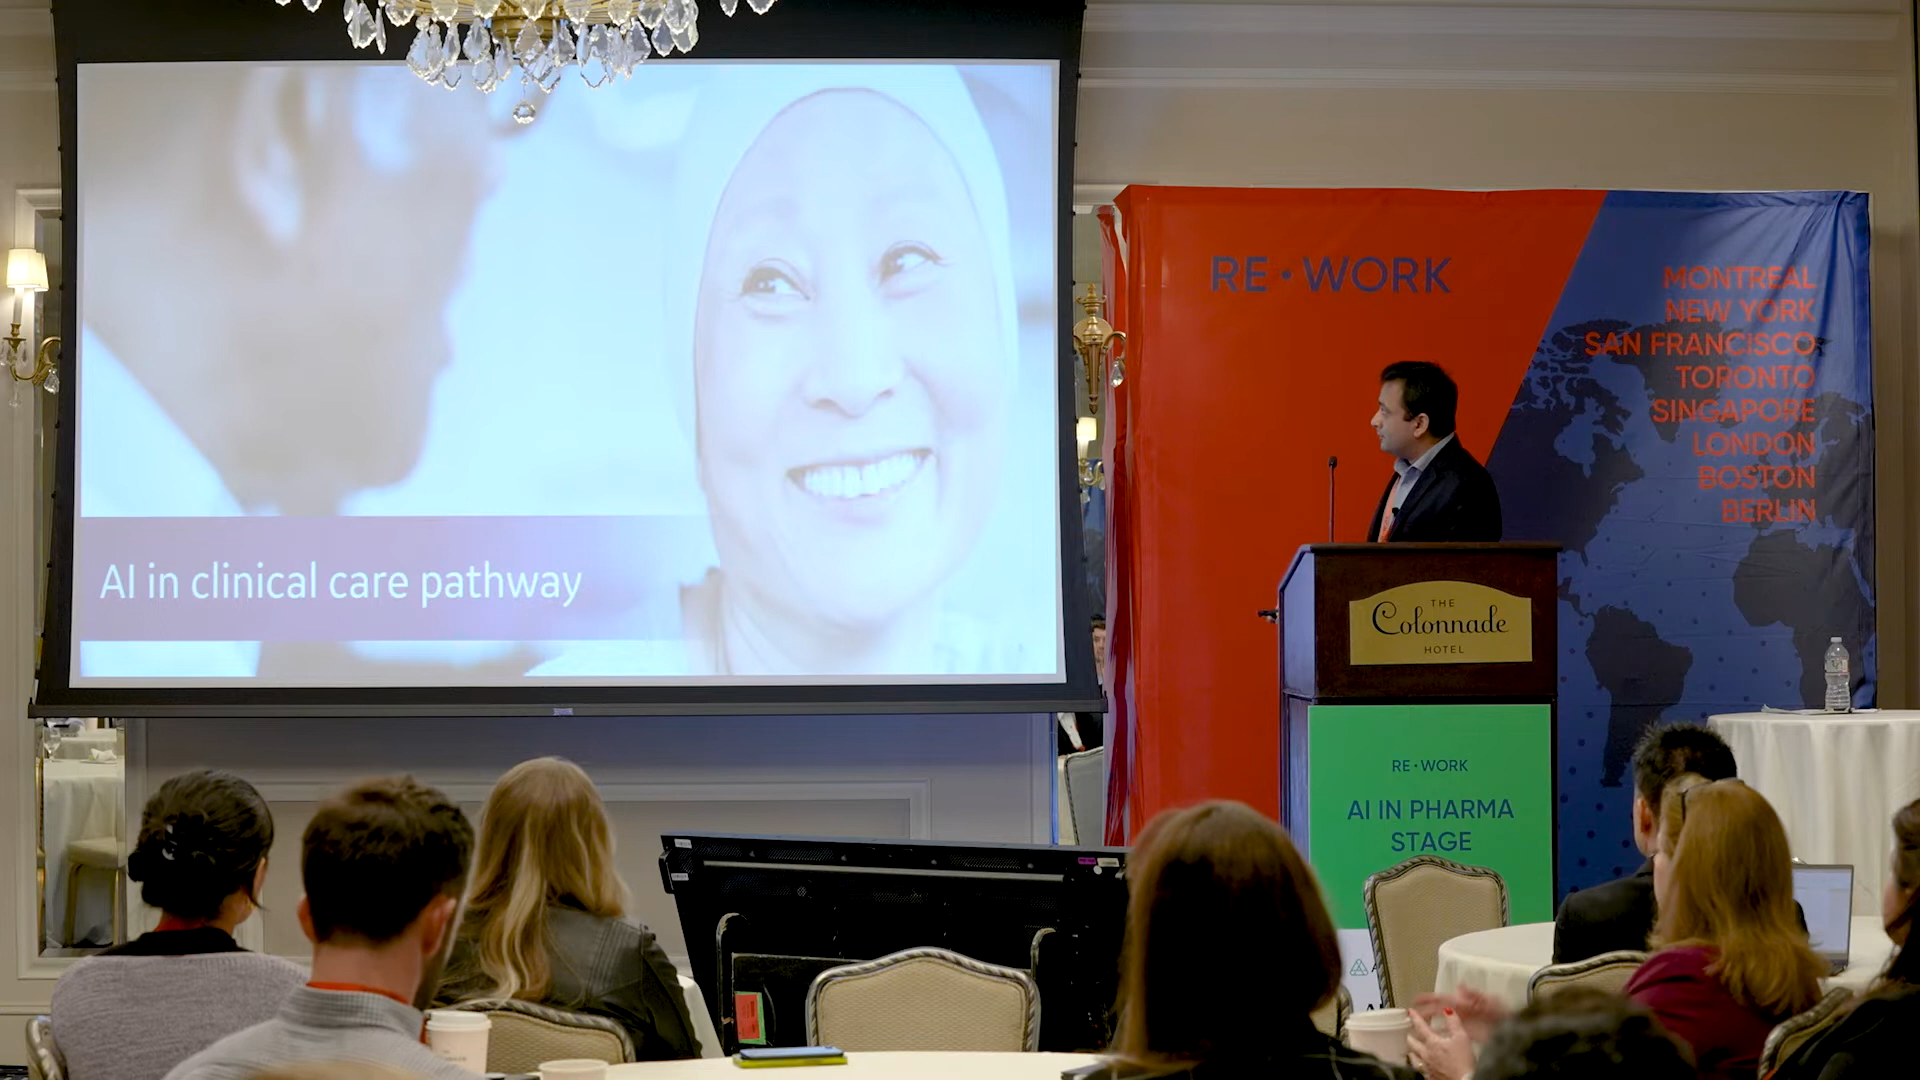 AI in clinical care pathway
RE•WORK
MONTREAL
NEW YORK
SAN FRANCISCO
TORONTO
SINGAPORE
LONDON
BOSTON
BERLIN
THE
Colonnade
HOTEL
RE•WORK
AI IN PHARMA
STAGE